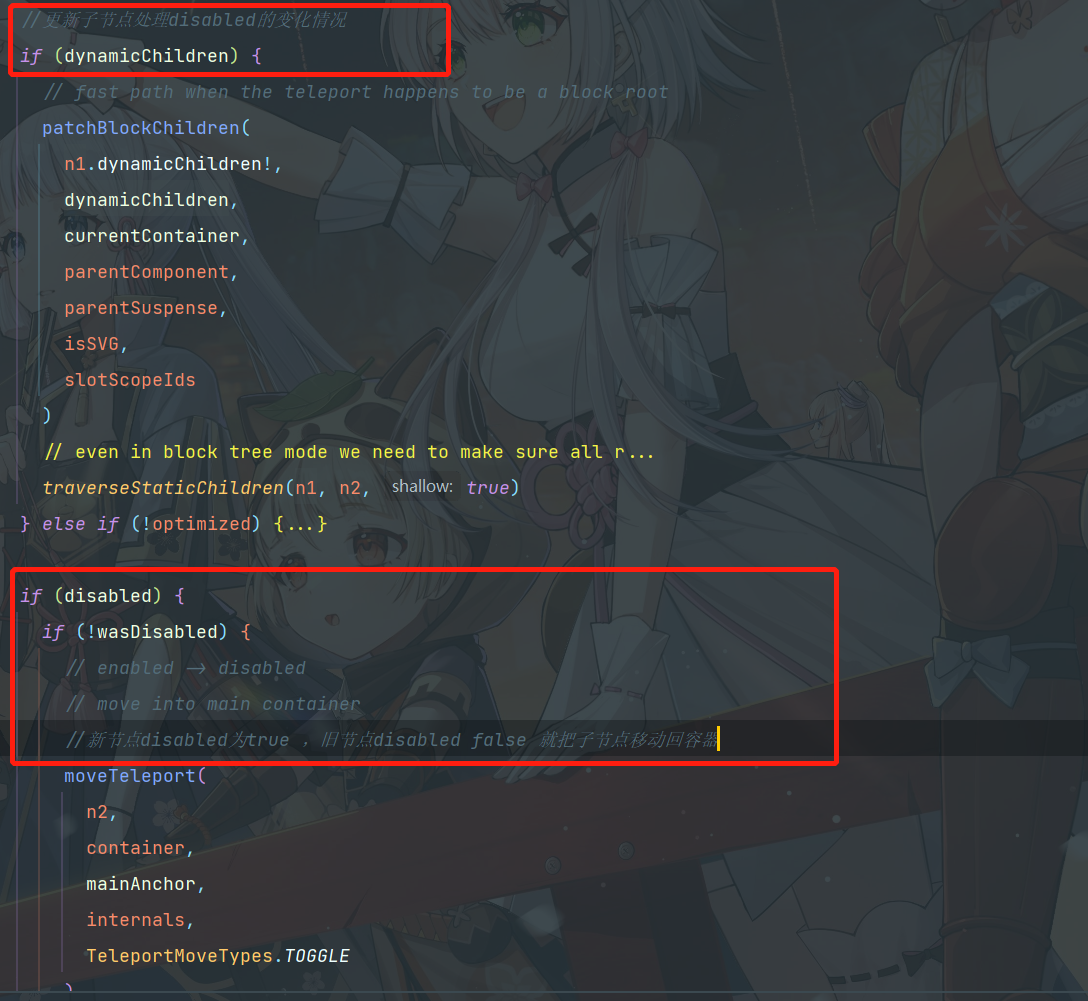 //更新子节点处理disabled的变化情况
if (dynamicChildren) {
// fast path when the teleport happens to be a block root
patchBlockChildren(
n1.dynamicChildren!,
dynamicChildren,
currentContainer,
parentComponent,
parentSuspense,
isSVG,
slotScopeIds
)
// even in block tree mode we need to make sure all r...
traverseStaticChildren(n1, n2, shallow: true)
} else if (!optimized) {...}
if (disabled) {
if (!wasDisabled) {
// enabled -> disabled
// move into main container
//新节点disabled为true ，旧节点disabled false 就把子节点移动回容器
moveTeleport(
n2,
container,
mainAnchor,
internals,
TeleportMoveTypes.TOGGLE
)